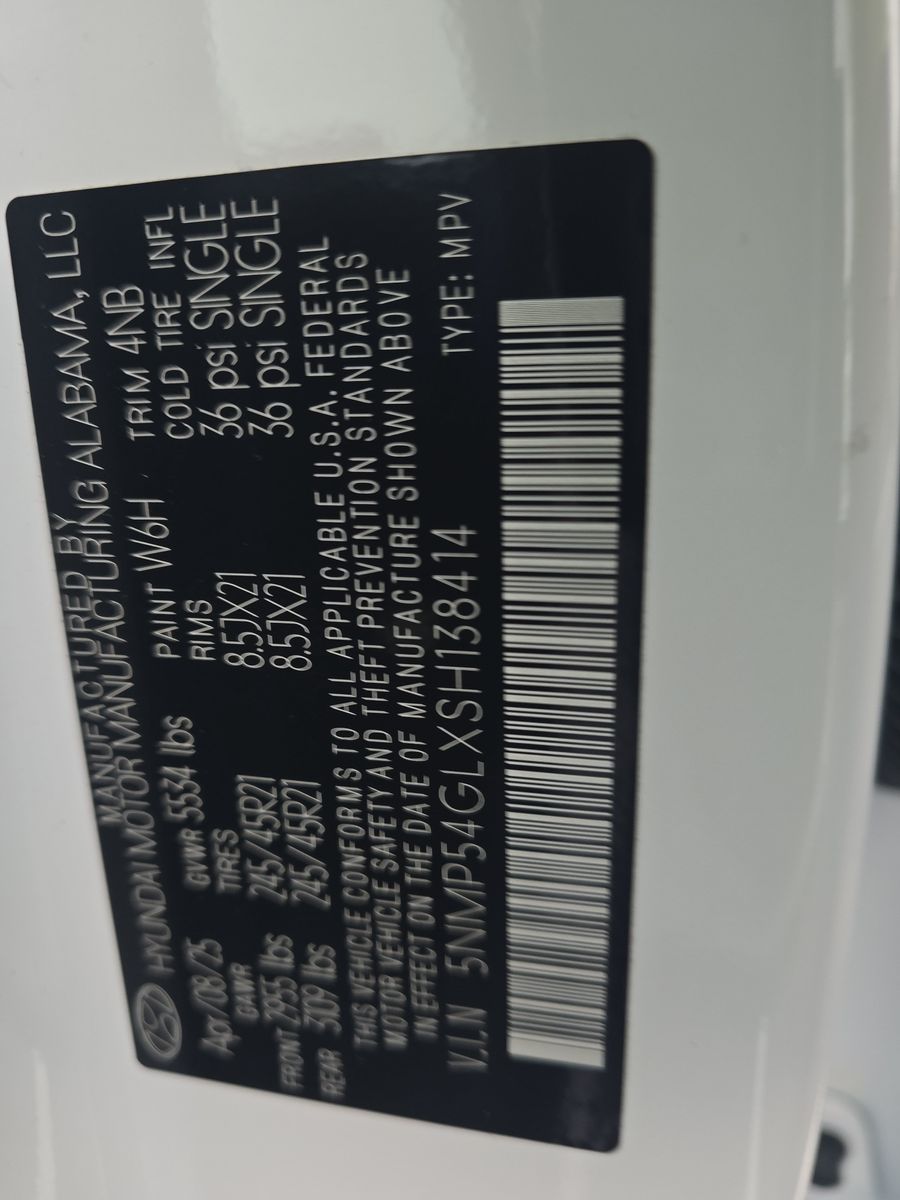 MANUFACTURED BY
HYUNDAI MOTOR MANUFACTURING ALABAMA, LLC
Apr/08/25 GVWR 5534 lbs PAINT W6H TRIM 4NB
GAWR TIRES RIMS COLD TIRE INFL
FRONT 2955 lbs 245/45R21 8.5JX21 36 psi SINGLE
REAR 3109 lbs 245/45R21 8.5JX21 36 psi SINGLE
THIS VEHICLE CONFORMS TO ALL APPLICABLE U.S.A. FEDERAL
MOTOR VEHICLE SAFETY AND THEFT PREVENTION STANDARDS
IN EFFECT ON THE DATE OF MANUFACTURE SHOWN ABOVE
V.I.N 5NMP54GLXSH138414 TYPE: MPV